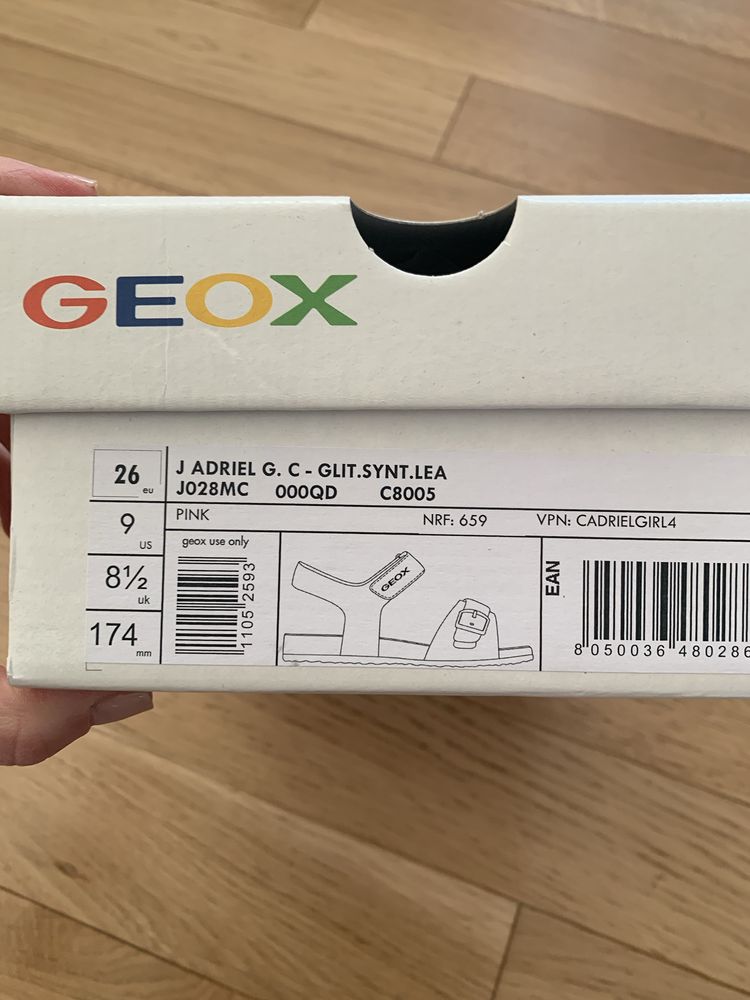 GEOX
26 eu
J ADRIEL G. C - GLIT.SYNT.LEA
J028MC 000QD C8005
9 US
PINK NRF: 659 VPN: CADRIELGIRL4
8½ uk
geox use only
1105 2593
GEOX
EAN
174 mm
8 050036 480286